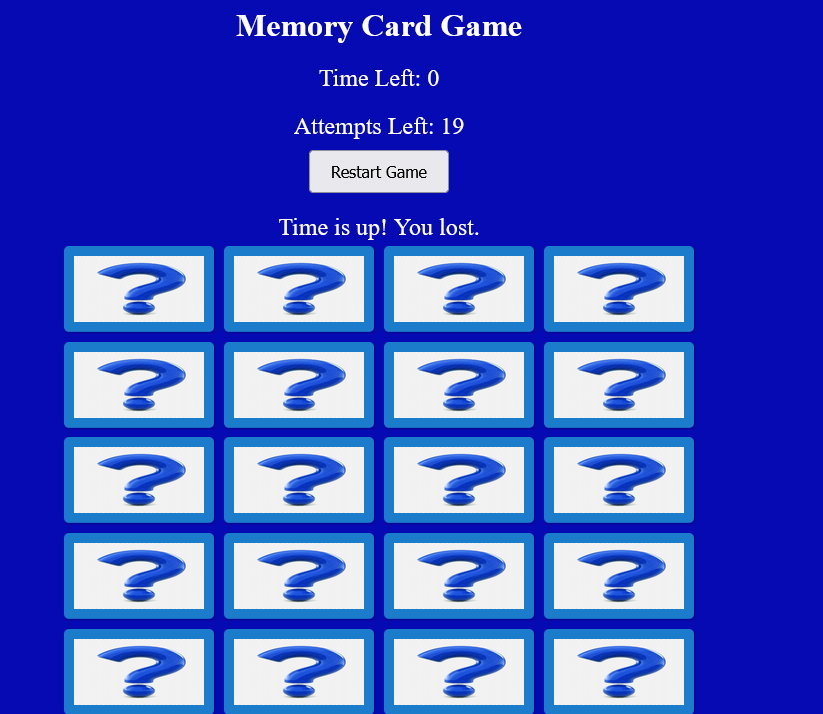 Memory Card Game
Time Left: 0
Attempts Left: 19
Restart Game
Time is up! You lost.
? ? ? ?
? ? ? ?
? ? ? ?
? ? ? ?
? ? ? ?